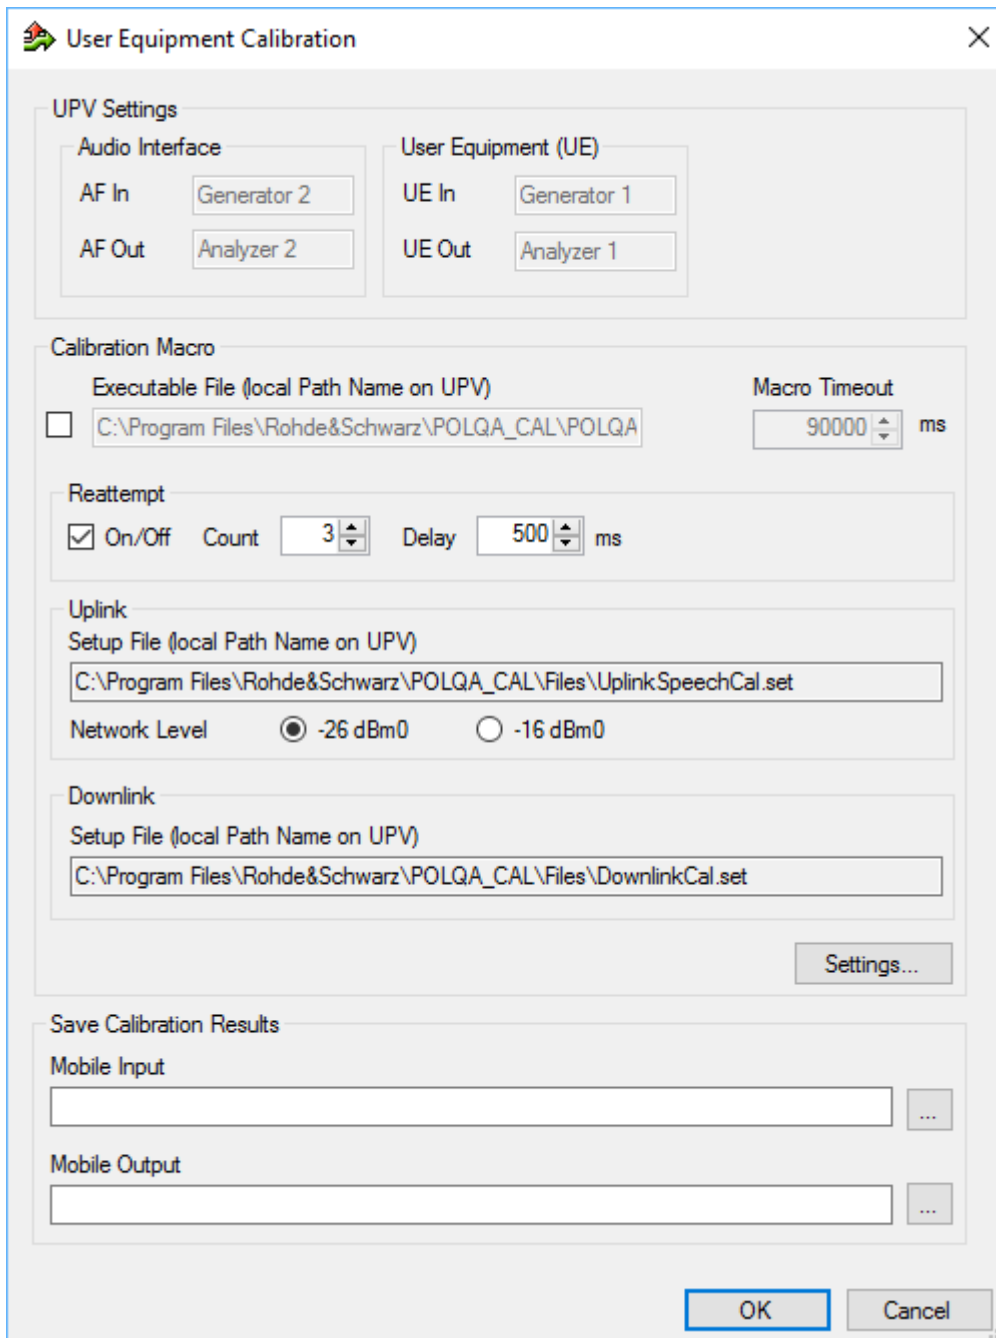 User Equipment Calibration
UPV Settings
Audio Interface
AF In Generator 2
AF Out Analyzer 2
User Equipment (UE)
UE In Generator 1
UE Out Analyzer 1
Calibration Macro
Executable File (local Path Name on UPV) Macro Timeout
C:\Program Files\Rohde&Schwarz\POLQA_CAL\POLQA 90000 ms
Reattempt
On/Off Count 3 Delay 500 ms
Uplink
Setup File (local Path Name on UPV)
C:\Program Files\Rohde&Schwarz\POLQA_CAL\Files\UplinkSpeechCal.set
Network Level -26 dBm0 -16 dBm0
Downlink
Setup File (local Path Name on UPV)
C:\Program Files\Rohde&Schwarz\POLQA_CAL\Files\DownlinkCal.set
Settings...
Save Calibration Results
Mobile Input
...
Mobile Output
...
OK Cancel